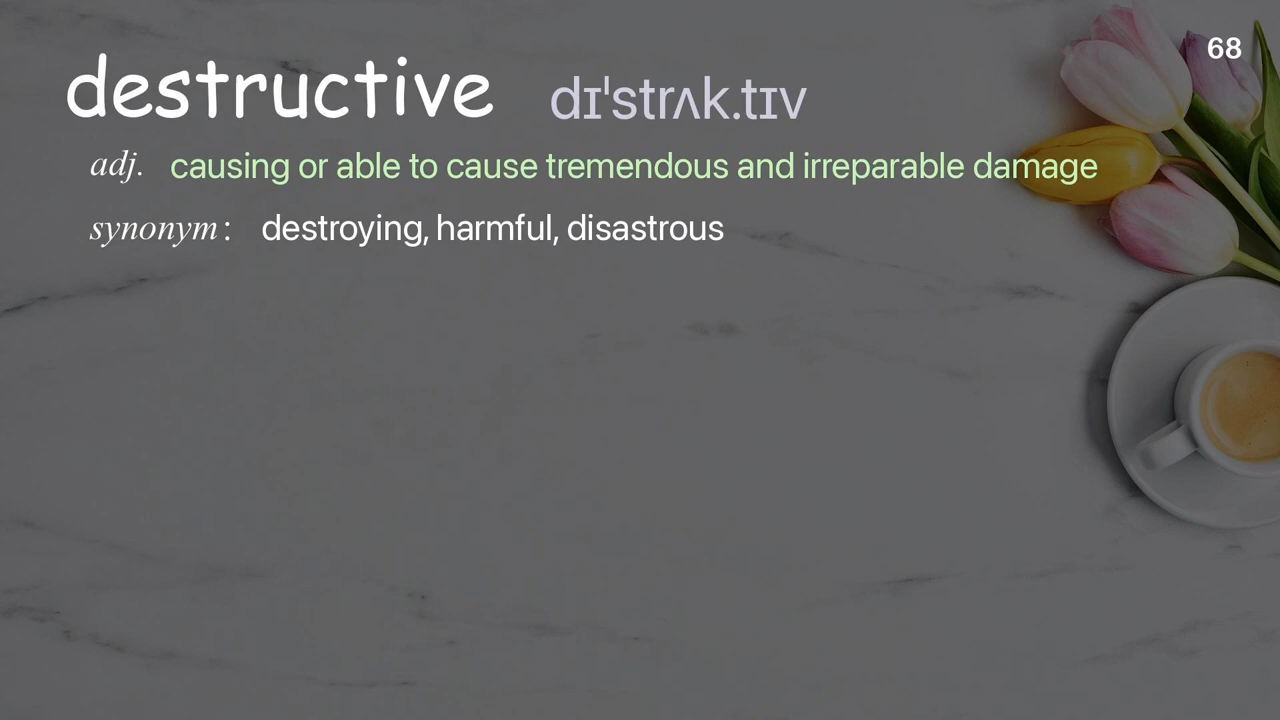 68
destructive dɪˈstrʌk.tɪv
adj. causing or able to cause tremendous and irreparable damage
synonym: destroying, harmful, disastrous